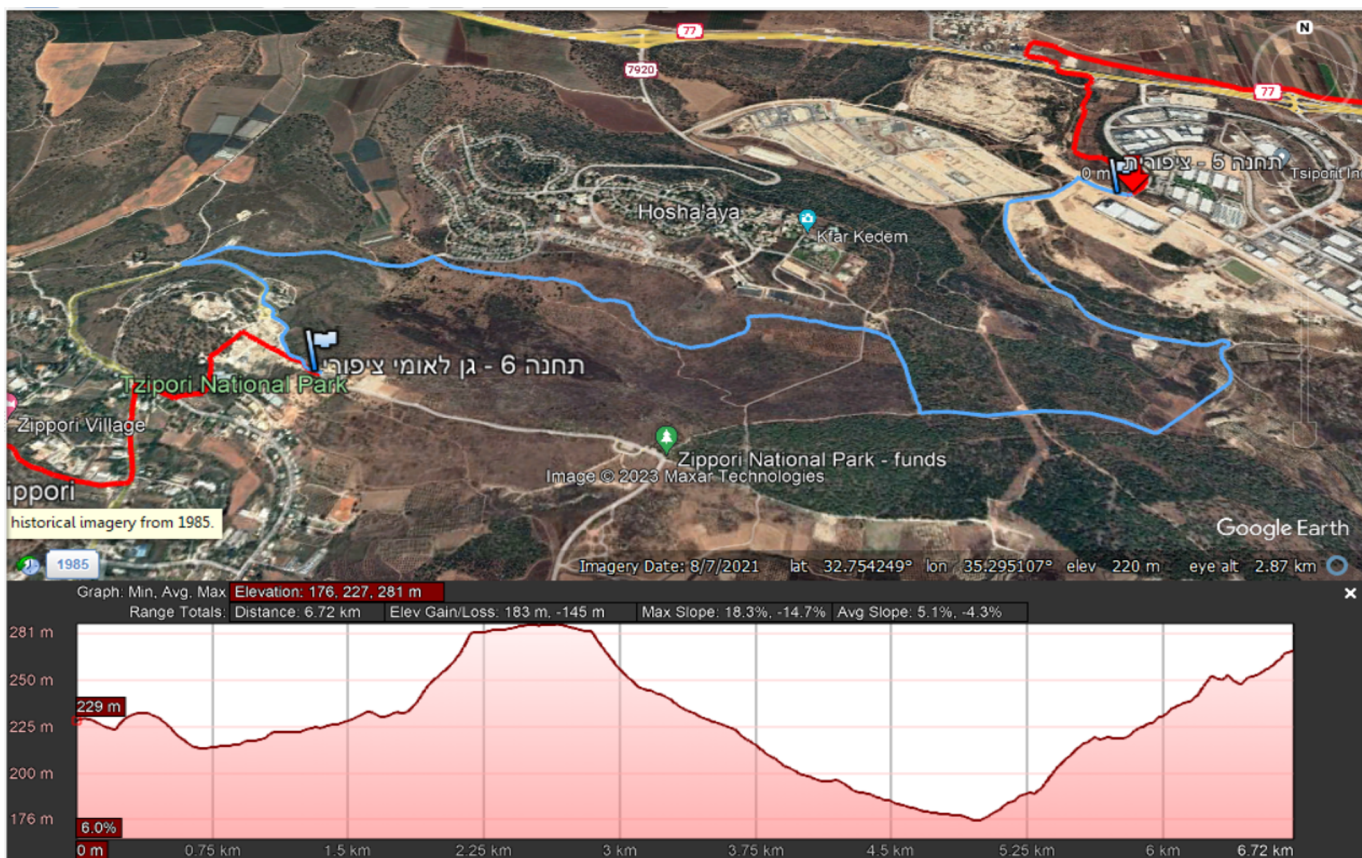 77
N
7920
77
תחנה 5 - ציפורית
0 m
Tsiporit In
Hosha'aya
Kfar Kedem
תחנה 6 - גן לאומי ציפורי
Tzipori National Park
Zippori Village
Zippori National Park - funds
Image © 2023 Maxar Technologies
ippori
historical imagery from 1985.
Google Earth
1985
Imagery Date: 8/7/2021 lat 32.754249° lon 35.295107° elev 220 m eye alt 2.87 km
Graph: Min, Avg, Max Elevation: 176, 227, 281 m
Range Totals: Distance: 6.72 km Elev Gain/Loss: 183 m, -145 m Max Slope: 18.3%, -14.7% Avg Slope: 5.1%, -4.3%
281 m
250 m
229 m
225 m
200 m
176 m
6.0%
0 m 0.75 km 1.5 km 2.25 km 3 km 3.75 km 4.5 km 5.25 km 6 km 6.72 km